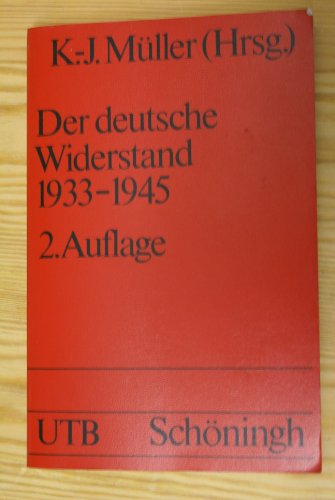 K.-J. Müller (Hrsg.)
Der deutsche
Widerstand
1933–1945
2. Auflage
UTB Schöningh